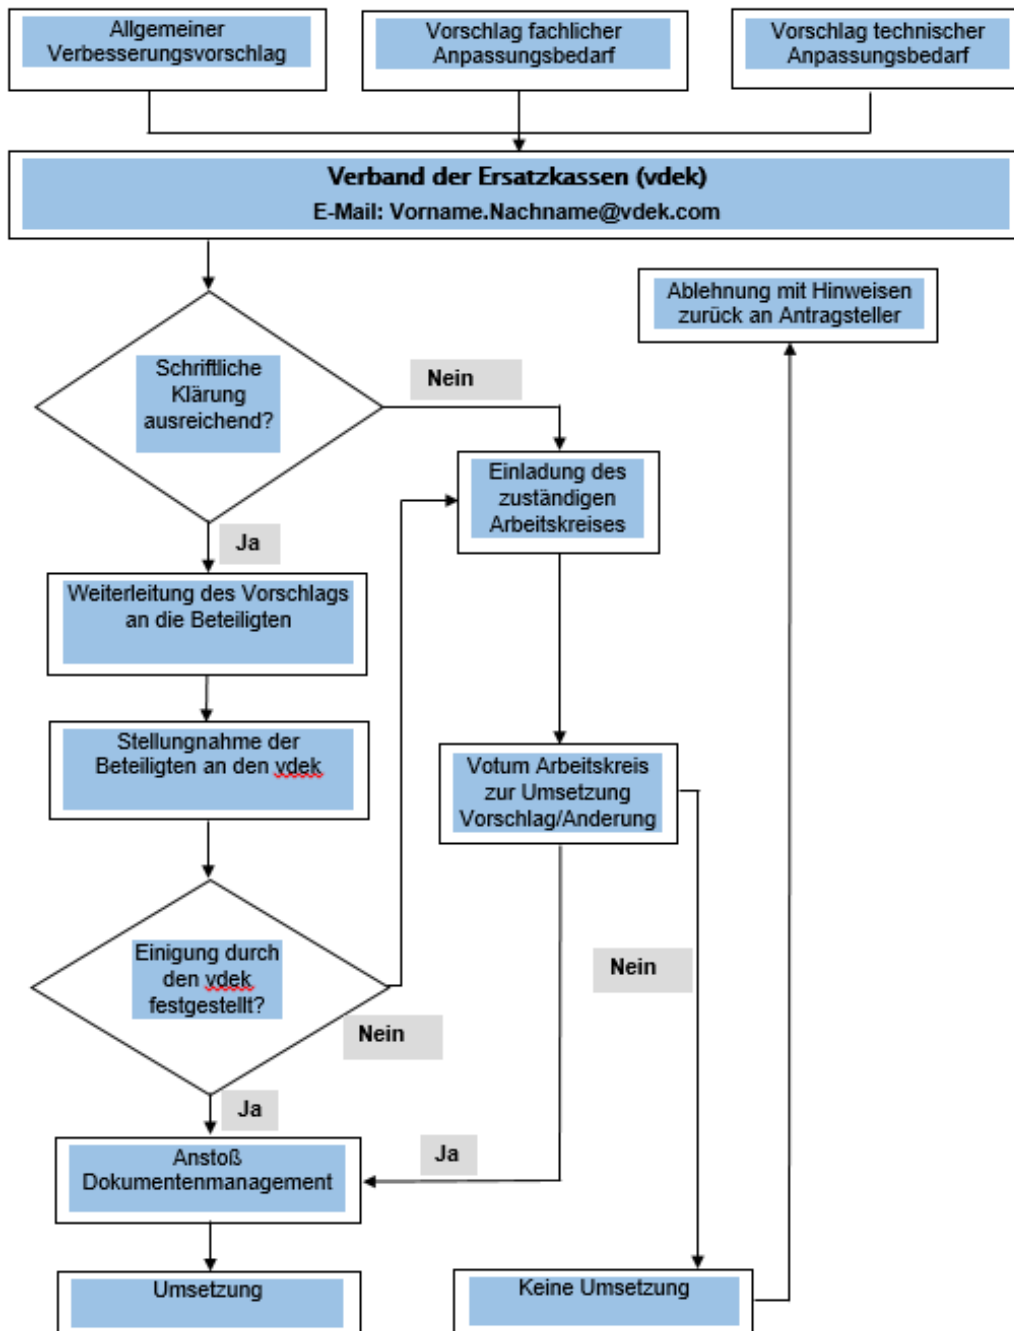 Allgemeiner
Verbesserungsvorschlag
Vorschlag fachlicher
Anpassungsbedarf
Vorschlag technischer
Anpassungsbedarf
Verband der Ersatzkassen (vdek)
E-Mail: Vorname.Nachname@vdek.com
Ablehnung mit Hinweisen
zurück an Antragsteller
Schriftliche
Klärung
ausreichend?
Nein
Einladung des
zuständigen
Arbeitskreises
Ja
Weiterleitung des Vorschlags
an die Beteiligten
Stellungnahme der
Beteiligten an den vdek
Votum Arbeitskreis
zur Umsetzung
Vorschlag/Anderung
Einigung durch
den vdek
festgestellt?
Nein
Nein
Ja
Ja
Anstoß
Dokumentenmanagement
Umsetzung
Keine Umsetzung